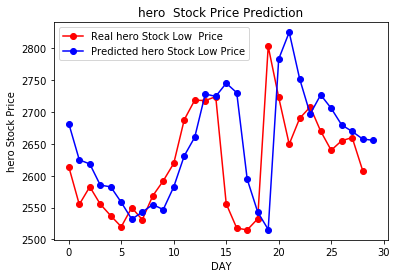 hero  Stock Price Prediction
Real hero Stock Low  Price
Predicted hero Stock Low Price
hero Stock Price
2800
2750
2700
2650
2600
2550
2500
0
5
10
15
20
25
30
DAY